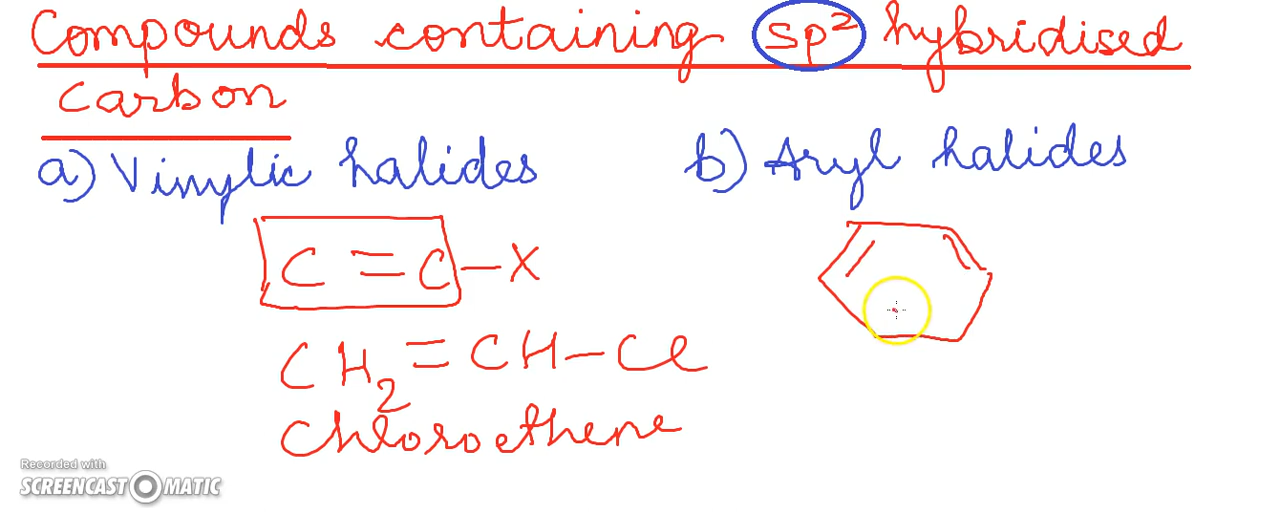 Compounds containing sp² hybridised
Carbon
a) Vinylic halides
b) Aryl halides
C = C - X
CH₂ = CH - Cl
Chloroethene
Recorded with
SCREENCAST MATIC